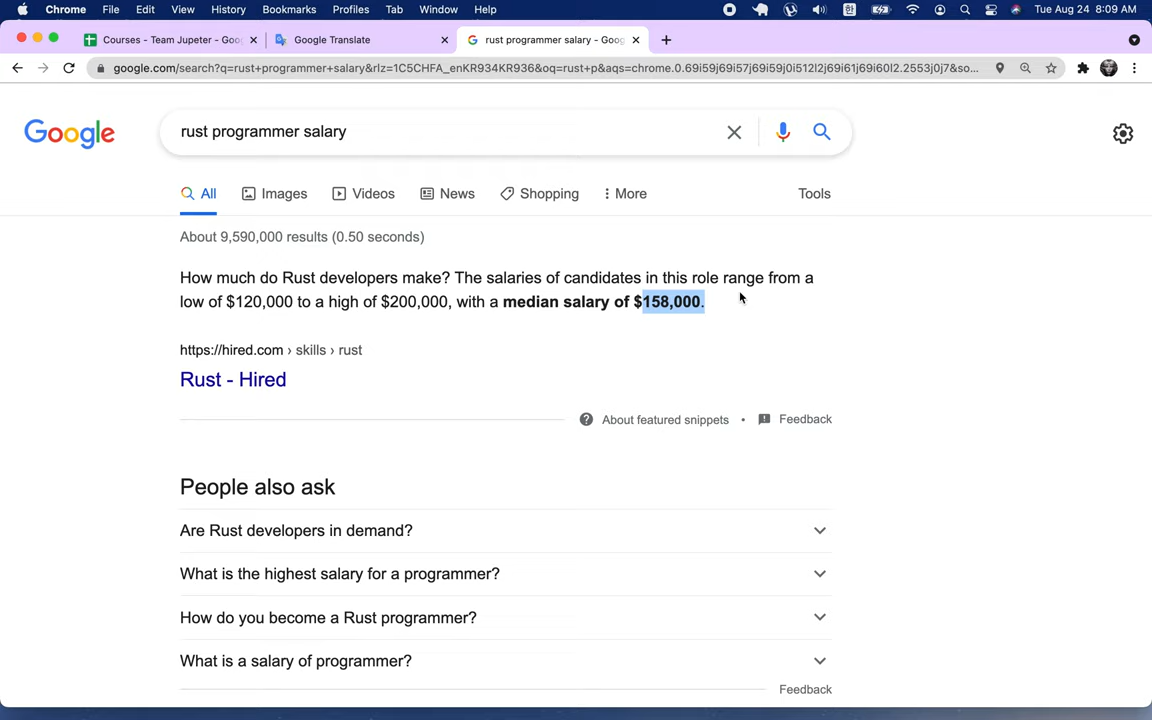 Chrome File Edit View History Bookmarks Profiles Tab Window Help 한 Tue Aug 24 8:09 AM
Courses - Team Jupeter - Goo Google Translate rust programmer salary - Goog
google.com/search?q=rust+programmer+salary&rlz=1C5CHFA_enKR934KR936&oq=rust+p&aqs=chrome.0.69i59j69i57j69i59j0i512l2j69i61j69i60l2.2553j0j7&so...
Google rust programmer salary
All Images Videos News Shopping More Tools
About 9,590,000 results (0.50 seconds)
How much do Rust developers make? The salaries of candidates in this role range from a
low of $120,000 to a high of $200,000, with a median salary of $158,000.
https://hired.com › skills › rust
Rust - Hired
About featured snippets • Feedback
People also ask
Are Rust developers in demand?
What is the highest salary for a programmer?
How do you become a Rust programmer?
What is a salary of programmer?
Feedback